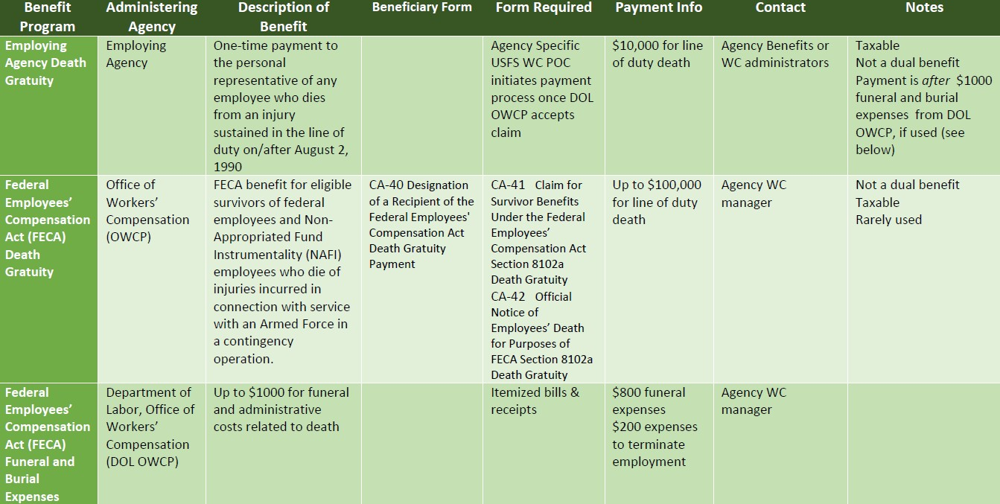 Benefit
Program
Administering
Agency
Description of
Benefit
Beneficiary Form
Form Required
Payment Info
Contact
Notes
Employing
Agency Death
Gratuity
Employing
Agency
One-time payment to
the personal
representative of any
employee who dies
from an injury
sustained in the line of
duty on/after August 2,
1990
Agency Specific
USFS WC POC
initiates payment
process once DOL
OWCP accepts
claim
$10,000 for line
of duty death
Agency Benefits or
WC administrators
Taxable
Not a dual benefit
Payment is after $1000
funeral and burial
expenses from DOL
OWCP, if used (see
below)
Federal
Employees’
Compensation
Act (FECA)
Death
Gratuity
Office of
Workers’
Compensation
(OWCP)
FECA benefit for eligible
survivors of federal
employees and Non-
Appropriated Fund
Instrumentality (NAFI)
employees who die of
injuries incurred in
connection with service
with an Armed Force in
a contingency
operation.
CA-40 Designation
of a Recipient of the
Federal Employees'
Compensation Act
Death Gratuity
Payment
CA-41 Claim for
Survivor Benefits
Under the Federal
Employees’
Compensation Act
Section 8102a
Death Gratuity
CA-42 Official
Notice of
Employees’ Death
for Purposes of
FECA Section 8102a
Death Gratuity
Up to $100,000
for line of duty
death
Agency WC
manager
Not a dual benefit
Taxable
Rarely used
Federal
Employees’
Compensation
Act (FECA)
Funeral and
Burial
Expenses
Department of
Labor, Office of
Workers’
Compensation
(DOL OWCP)
Up to $1000 for funeral
and administrative
costs related to death
Itemized bills &
receipts
$800 funeral
expenses
$200 expenses
to terminate
employment
Agency WC
manager